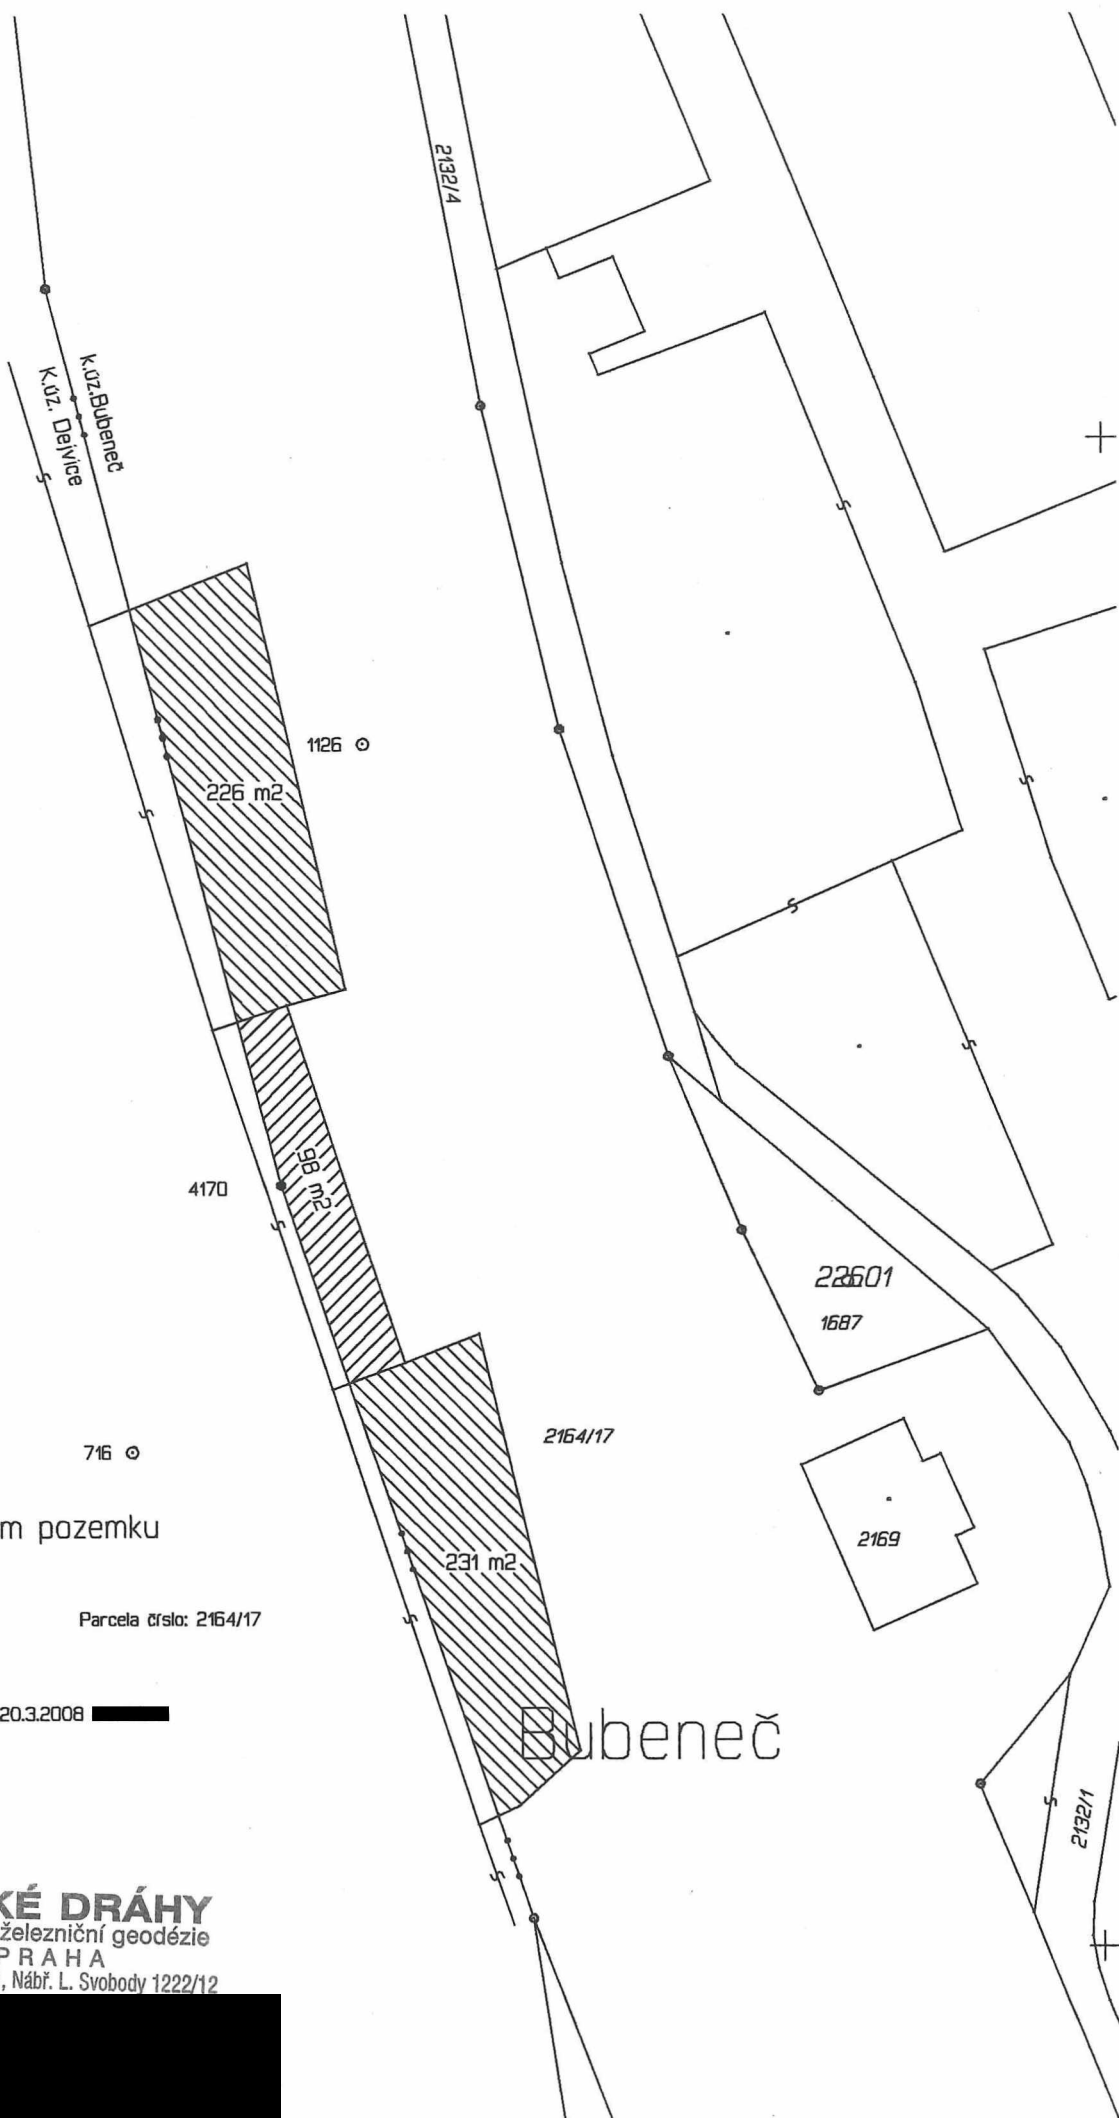 2132/4
k.úz.Bubeneč
K.úz. Dejvice
1126
226 m2
98 m2
4170
22601
1687
2164/17
716
m pozemku
231 m2
2169
Parcela číslo: 2164/17
20.3.2008
Bubeneč
2132/1
KÉ DRÁHY
železniční geodézie
PRAHA
, Nábř. L. Svobody 1222/12